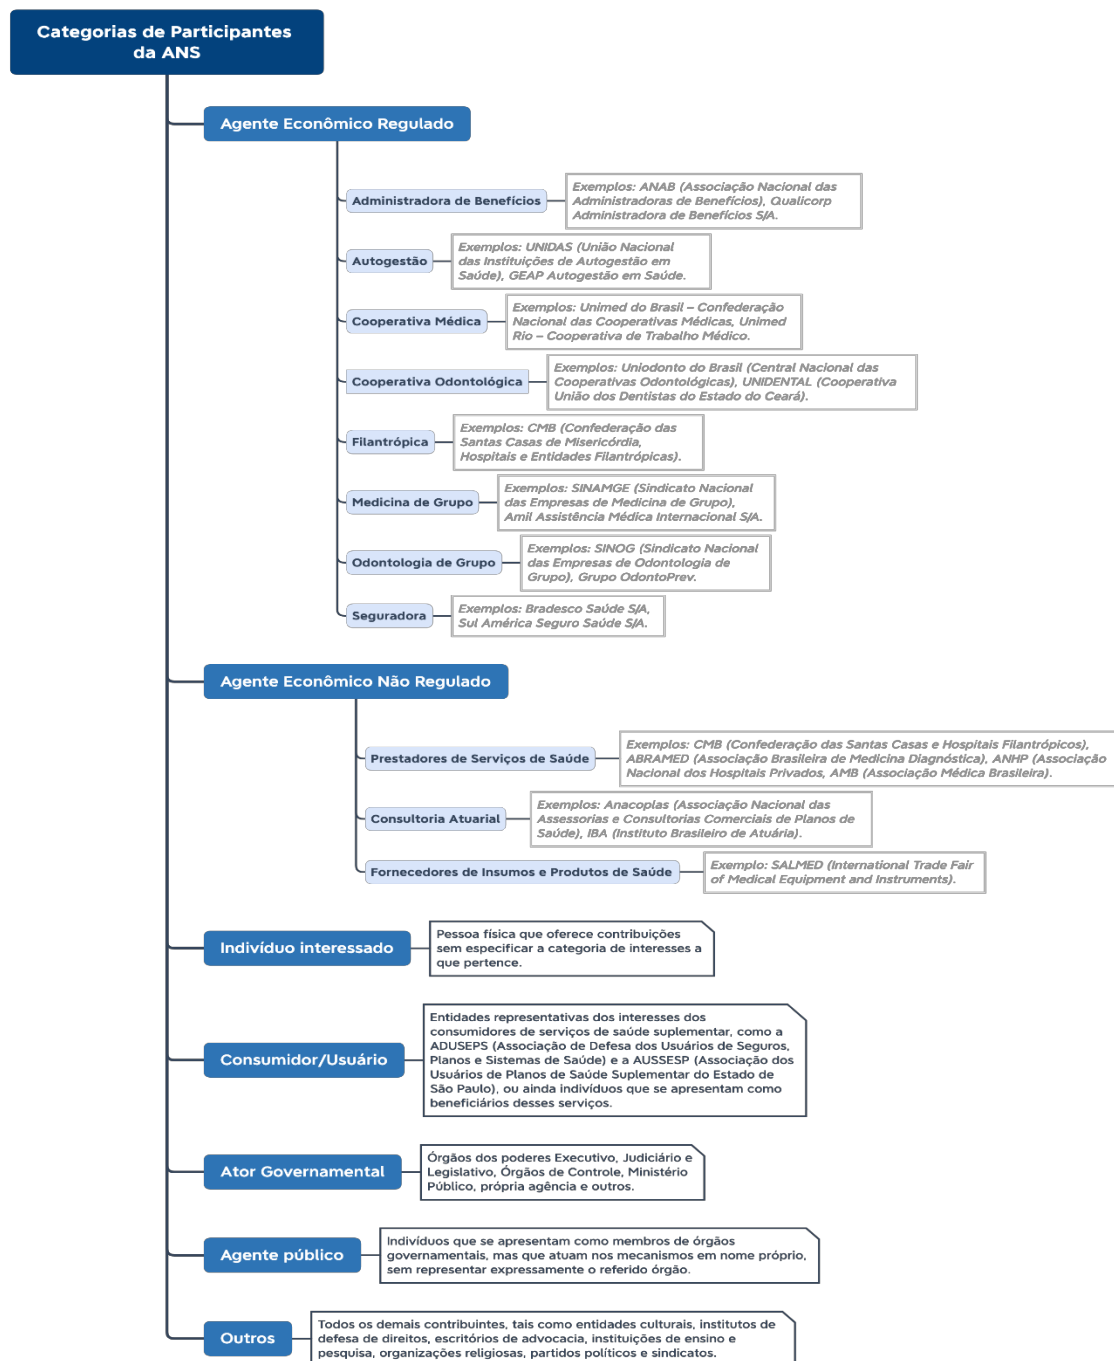 Categorias de Participantes
da ANS
Agente Econômico Regulado
Administradora de Benefícios
Exemplos: ANAB (Associação Nacional das
Administradoras de Benefícios), Qualicorp
Administradora de Benefícios S/A.
Autogestão
Exemplos: UNIDAS (União Nacional
das Instituições de Autogestão em
Saúde), GEAP Autogestão em Saúde.
Cooperativa Médica
Exemplos: Unimed do Brasil – Confederação
Nacional das Cooperativas Médicas, Unimed
Rio – Cooperativa de Trabalho Médico.
Cooperativa Odontológica
Exemplos: Uniodonto do Brasil (Central Nacional das
Cooperativas Odontológicas), UNIDENTAL (Cooperativa
União dos Dentistas do Estado do Ceará).
Filantrópica
Exemplos: CMB (Confederação das
Santas Casas de Misericórdia,
Hospitais e Entidades Filantrópicas).
Medicina de Grupo
Exemplos: SINAMGE (Sindicato Nacional
das Empresas de Medicina de Grupo),
Amil Assistência Médica Internacional S/A.
Odontologia de Grupo
Exemplos: SINOG (Sindicato Nacional
das Empresas de Odontologia de
Grupo), Grupo OdontoPrev.
Seguradora
Exemplos: Bradesco Saúde S/A,
Sul América Seguro Saúde S/A.
Agente Econômico Não Regulado
Prestadores de Serviços de Saúde
Exemplos: CMB (Confederação das Santas Casas e Hospitais Filantrópicos),
ABRAMED (Associação Brasileira de Medicina Diagnóstica), ANHP (Associação
Nacional dos Hospitais Privados, AMB (Associação Médica Brasileira).
Consultoria Atuarial
Exemplos: Anacoplas (Associação Nacional das
Assessorias e Consultorias Comerciais de Planos de
Saúde), IBA (Instituto Brasileiro de Atuária).
Fornecedores de Insumos e Produtos de Saúde
Exemplo: SALMED (International Trade Fair
of Medical Equipment and Instruments).
Indivíduo interessado
Pessoa física que oferece contribuições
sem especificar a categoria de interesses a
que pertence.
Consumidor/Usuário
Entidades representativas dos interesses dos
consumidores de serviços de saúde suplementar, como a
ADUSEPS (Associação de Defesa dos Usuários de Seguros,
Planos e Sistemas de Saúde) e a AUSSESP (Associação dos
Usuários de Planos de Saúde Suplementar do Estado de
São Paulo), ou ainda indivíduos que se apresentam como
beneficiários desses serviços.
Ator Governamental
Órgãos dos poderes Executivo, Judiciário e
Legislativo, Órgãos de Controle, Ministério
Público, própria agência e outros.
Agente público
Indivíduos que se apresentam como membros de órgãos
governamentais, mas que atuam nos mecanismos em nome próprio,
sem representar expressamente o referido órgão.
Outros
Todos os demais contribuintes, tais como entidades culturais, institutos de
defesa de direitos, escritórios de advocacia, instituições de ensino e
pesquisa, organizações religiosas, partidos políticos e sindicatos.